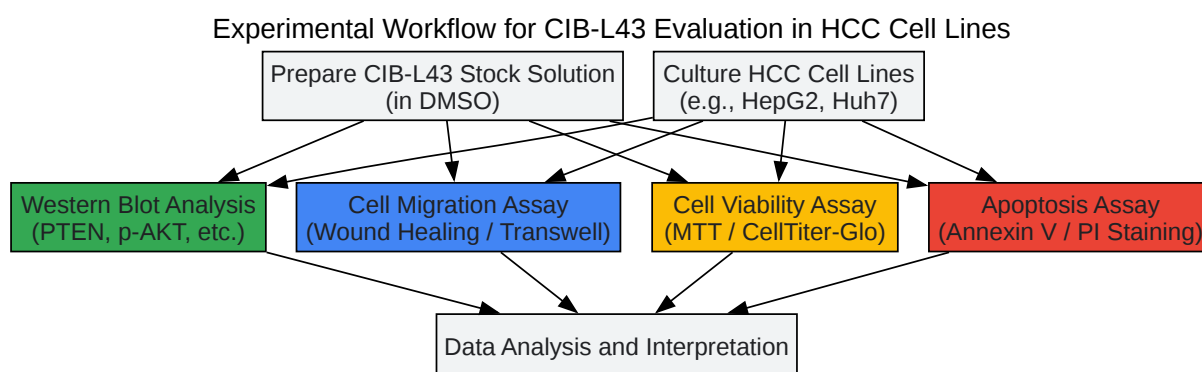 Experimental Workflow for CIB-L43 Evaluation in HCC Cell Lines
Prepare CIB-L43 Stock Solution
(in DMSO)
Culture HCC Cell Lines
(e.g., HepG2, Huh7)
Western Blot Analysis
(PTEN, p-AKT, etc.)
Cell Migration Assay
(Wound Healing / Transwell)
Cell Viability Assay
(MTT / CellTiter-Glo)
Apoptosis Assay
(Annexin V / PI Staining)
Data Analysis and Interpretation